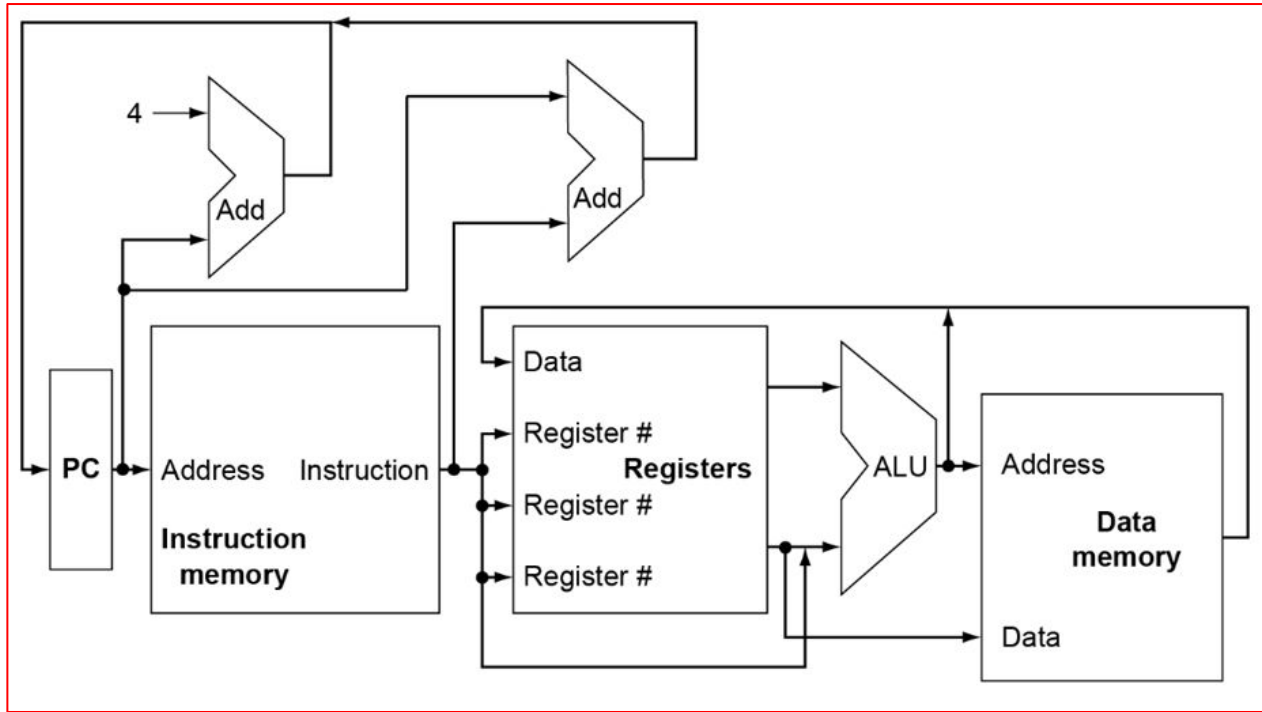 4
Add
Add
PC
Address
Instruction
Instruction
memory
Data
Register #
Registers
Register #
Register #
ALU
Address
Data
memory
Data